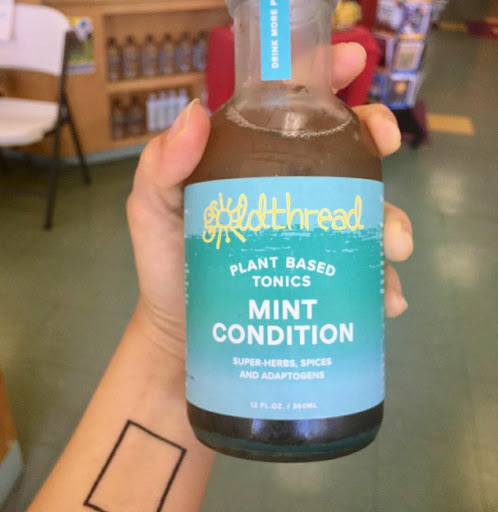 DRINK MORE P
goldthread
PLANT BASED
TONICS
MINT
CONDITION
SUPER-HERBS, SPICES
AND ADAPTOGENS
12 FL.OZ. / 360ML